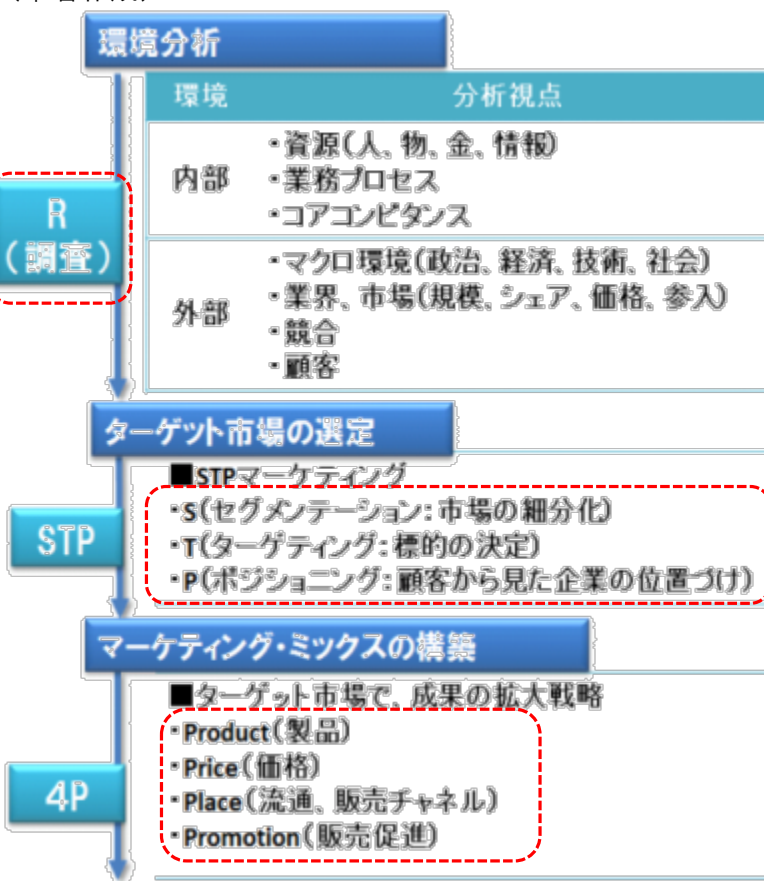 環境分析
環境 分析視点
内部
・資源(人、物、金、情報)
・業務プロセス
・コアコンピタンス
R
(調査)
外部
・マクロ環境(政治、経済、技術、社会)
・業界、市場(規模、シェア、価格、参入)
・競合
・顧客
ターゲット市場の選定
■STPマーケティング
STP
・S(セグメンテーション:市場の細分化)
・T(ターゲティング:標的の決定)
・P(ポジショニング:顧客から見た企業の位置づけ)
マーケティング・ミックスの構築
■ターゲット市場で、成果の拡大戦略
4P
・Product(製品)
・Price(価格)
・Place(流通、販売チャネル)
・Promotion(販売促進)